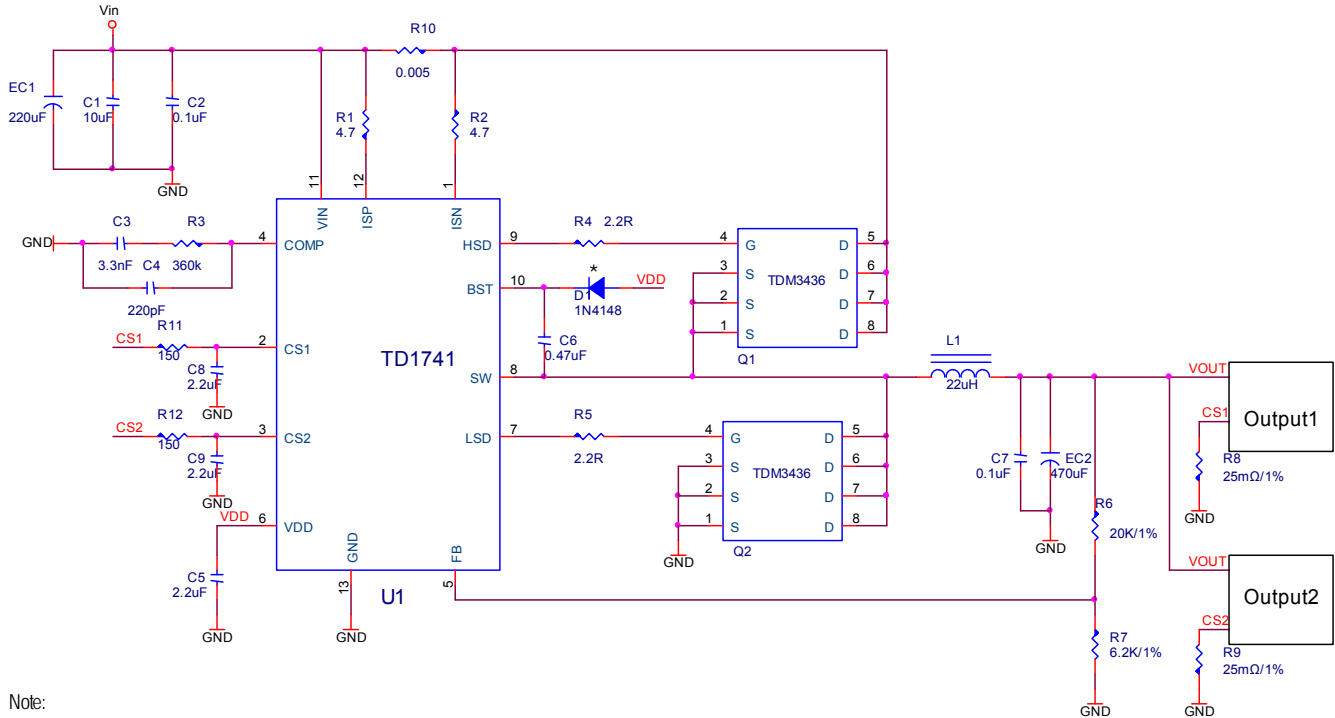 Vin
R10
0.005
EC1
220uF
C1
10uF
C2
0.1uF
R1
4.7
R2
4.7
GND
11
12
1
VIN
ISP
ISN
GND
C3
3.3nF
R3
360k
C4
220pF
4
COMP
HSD
9
R4
2.2R
4
G
3
S
2
S
1
S
TDM3436
D
5
D
6
D
7
D
8
Q1
BST
10
*
D1
1N4148
VDD
C6
0.47uF
CS1
R11
150
2
CS1
C8
2.2uF
GND
TD1741
SW
8
L1
22uH
CS2
R12
150
3
CS2
C9
2.2uF
GND
LSD
7
R5
2.2R
4
G
3
S
2
S
1
S
TDM3436
D
5
D
6
D
7
D
8
Q2
GND
C7
0.1uF
EC2
470uF
GND
VOUT
CS1
Output1
R8
25mΩ/1%
GND
R6
20K/1%
VDD
6
VDD
C5
2.2uF
GND
GND
13
GND
U1
FB
5
R7
6.2K/1%
GND
VOUT
Output2
CS2
R9
25mΩ/1%
GND
Note: